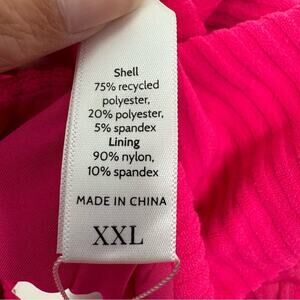 Shell
75% recycled
polyester,
20% polyester,
5% spandex
Lining
90% nylon,
10% spandex
MADE IN CHINA
XXL